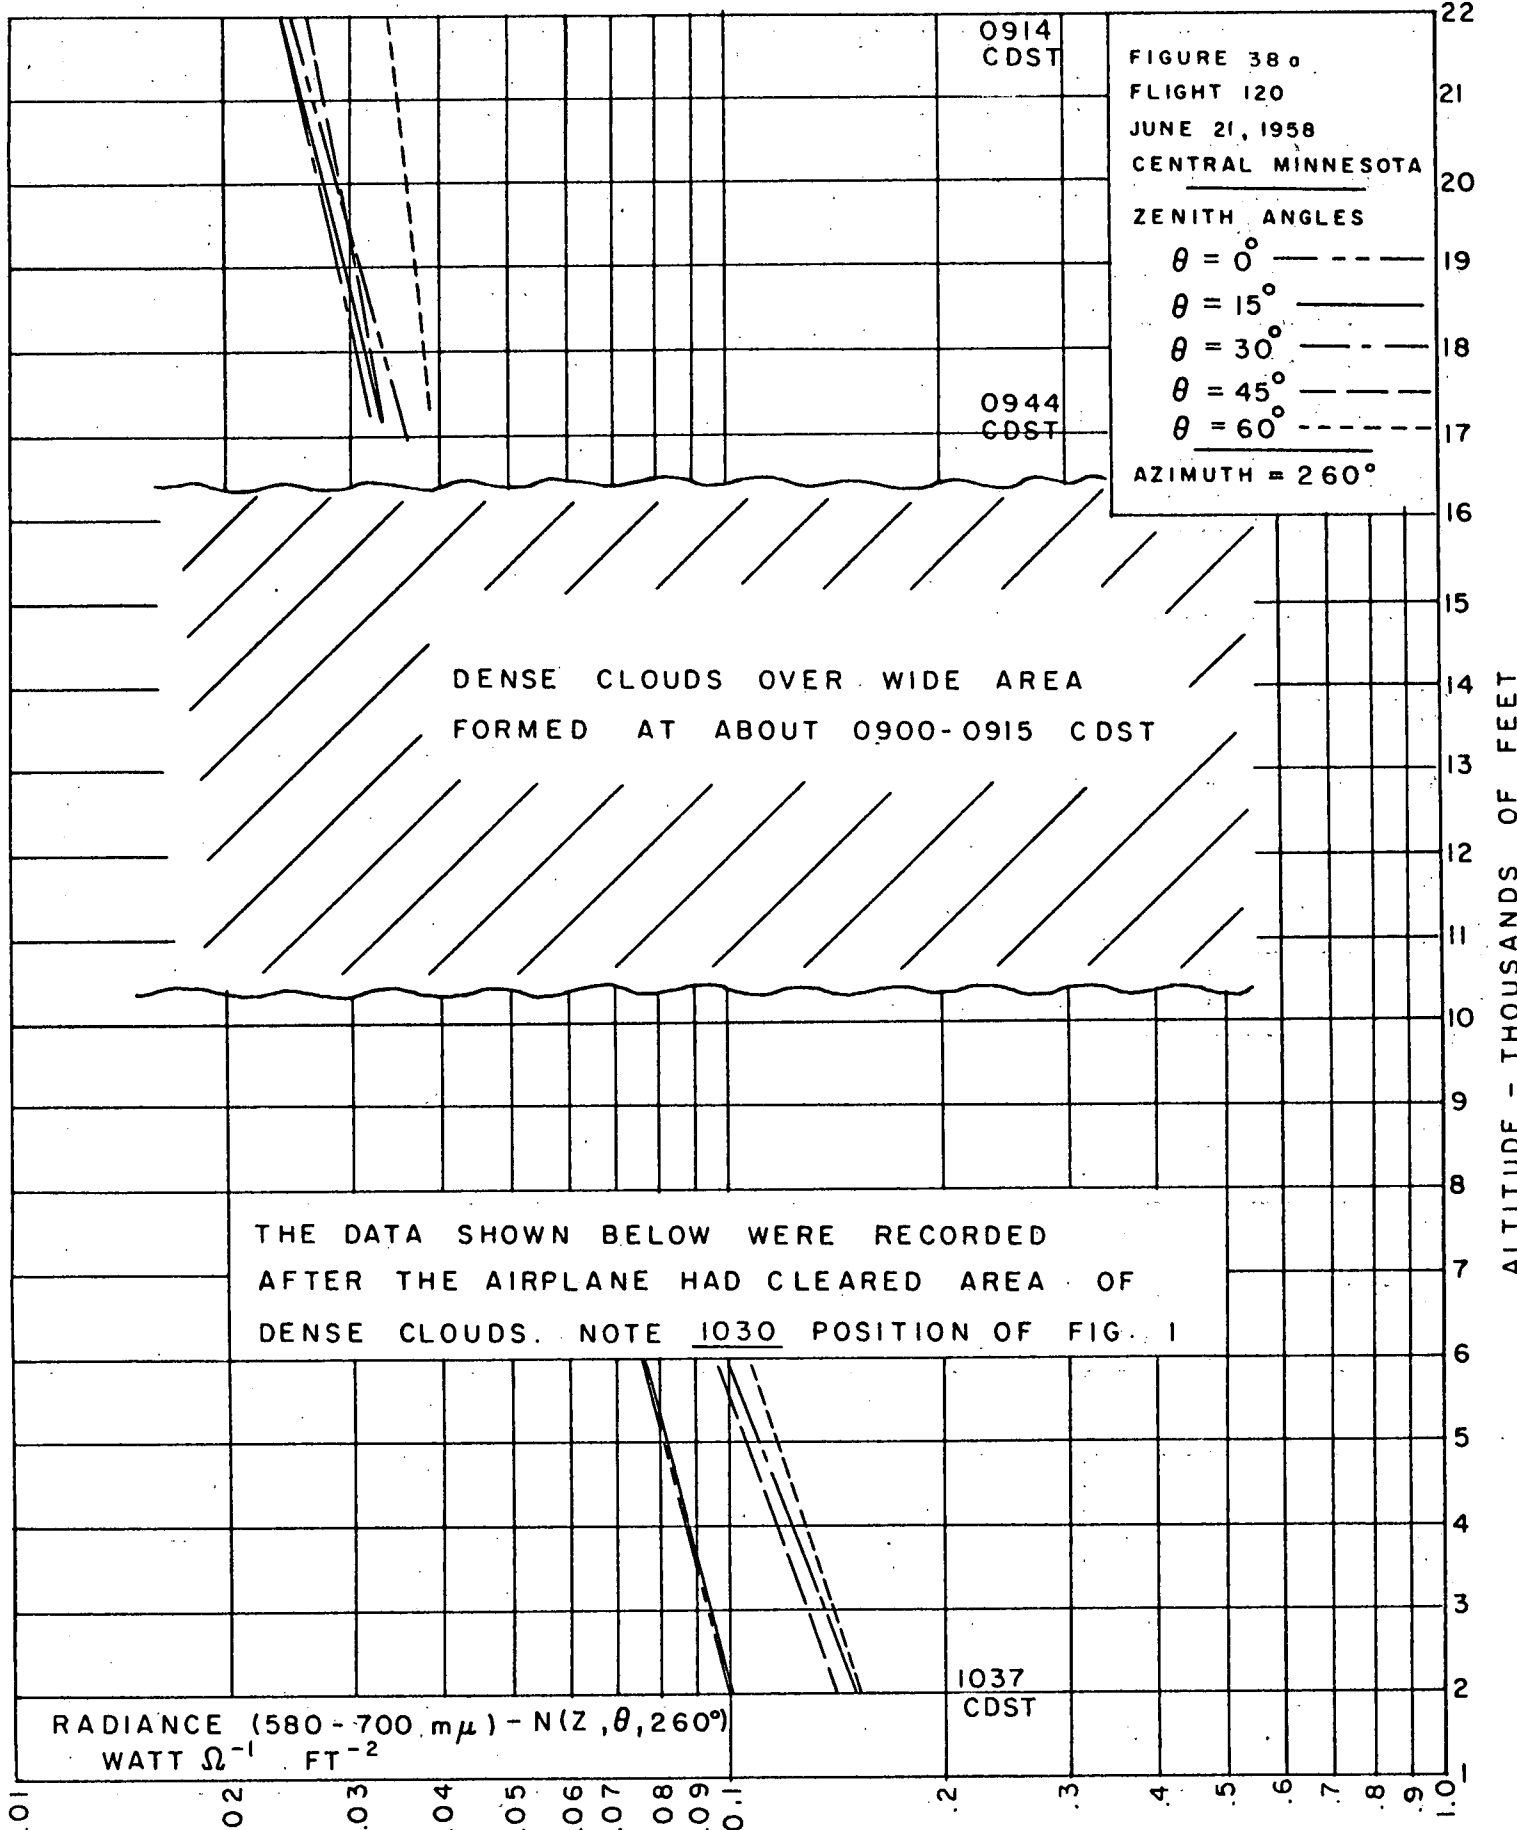 0914
CDST
FIGURE 38a
FLIGHT 120
JUNE 21, 1958
CENTRAL MINNESOTA
ZENITH ANGLES
θ = 0°
θ = 15°
θ = 30°
θ = 45°
θ = 60°
AZIMUTH = 260°
0944
CDST
DENSE CLOUDS OVER WIDE AREA
FORMED AT ABOUT 0900-0915 CDST
THE DATA SHOWN BELOW WERE RECORDED
AFTER THE AIRPLANE HAD CLEARED AREA OF
DENSE CLOUDS. NOTE 1030 POSITION OF FIG. 1
1037
CDST
RADIANCE (580-700 mμ) - N(Z,θ,260°)
WATT Ω⁻¹ FT⁻²
22
21
20
19
18
17
16
15
14
13
12
11
10
9
8
7
6
5
4
3
2
1
ALTITUDE - THOUSANDS OF FEET
.01
.02
.03
.04
.05
.06
.07
.08
.09
0.1
.2
.3
.4
.5
.6
.7
.8
.9
1.0